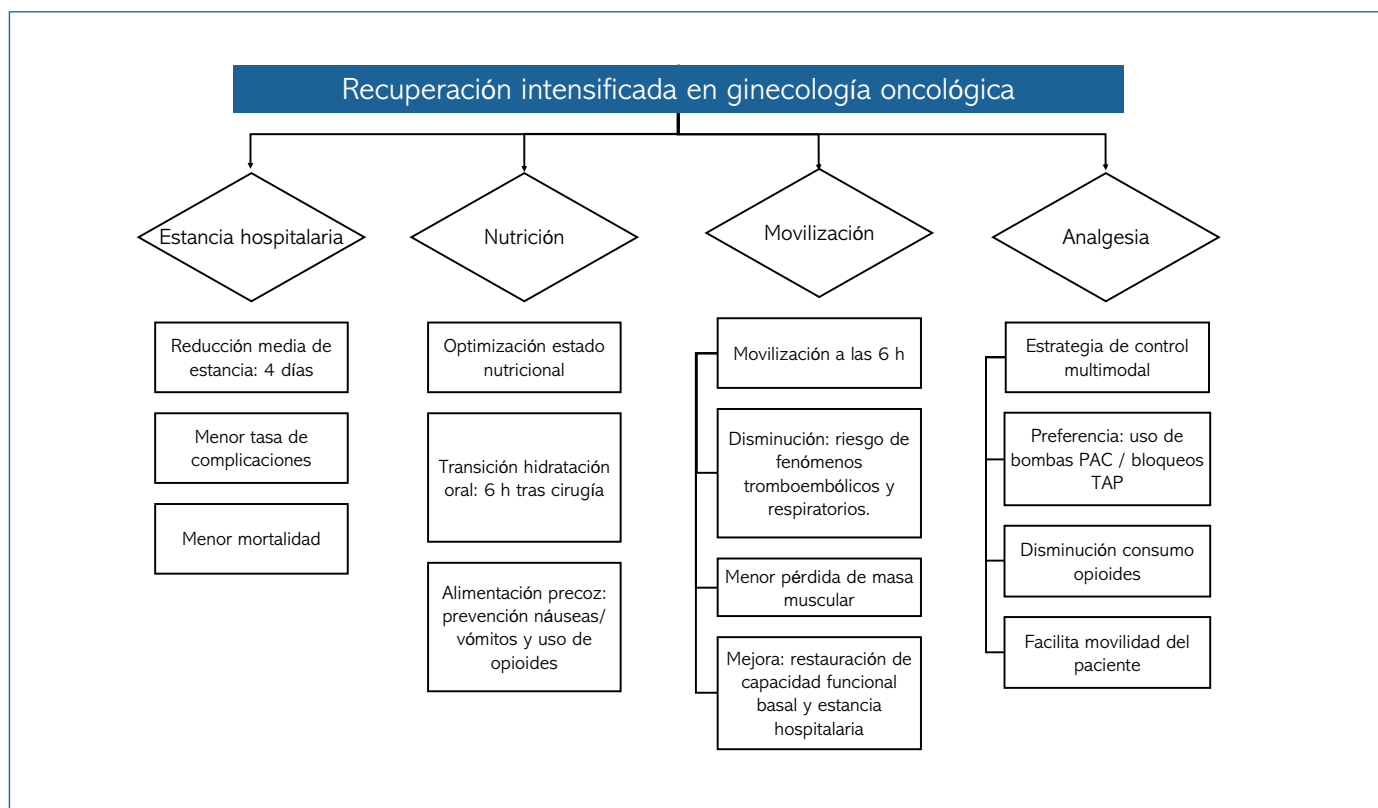 Recuperación intensificada en ginecología oncológica
Estancia hospitalaria
Nutrición
Movilización
Analgesia
Reducción media de
estancia: 4 días
Menor tasa de
complicaciones
Menor mortalidad
Optimización estado
nutricional
Transición hidratación
oral: 6 h tras cirugía
Alimentación precoz:
prevención náuseas/
vómitos y uso de
opioides
Movilización a las 6 h
Disminución: riesgo de
fenómenos
tromboembólicos y
respiratorios.
Menor pérdida de masa
muscular
Mejora: restauración de
capacidad funcional
basal y estancia
hospitalaria
Estrategia de control
multimodal
Preferencia: uso de
bombas PAC / bloqueos
TAP
Disminución consumo
opioides
Facilita movilidad del
paciente